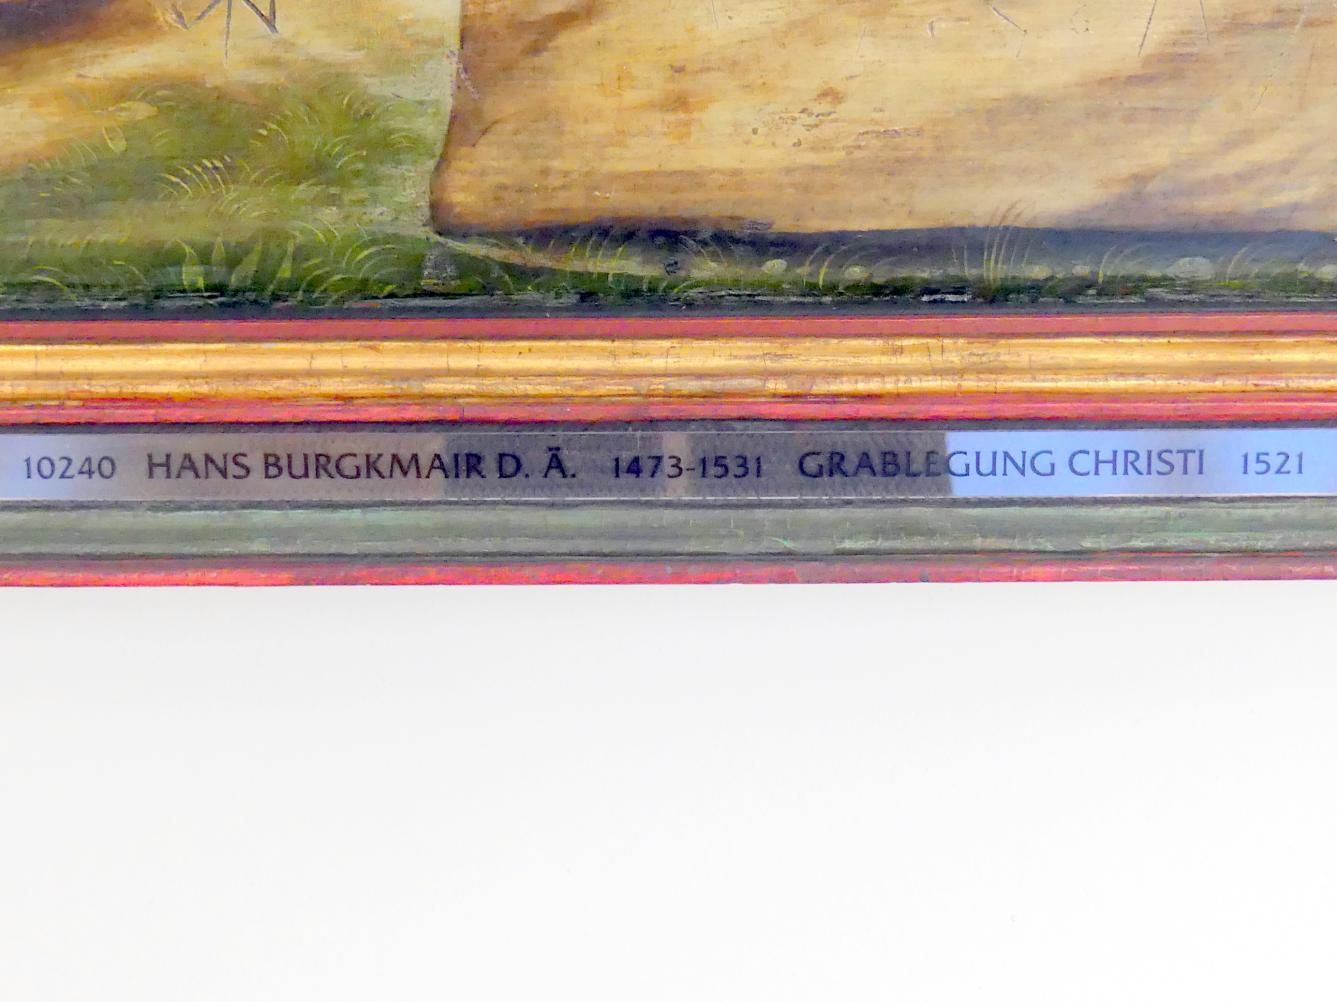 10240 HANS BURGKMAIR D. Ä. 1473-1531 GRABLEGUNG CHRISTI 1521